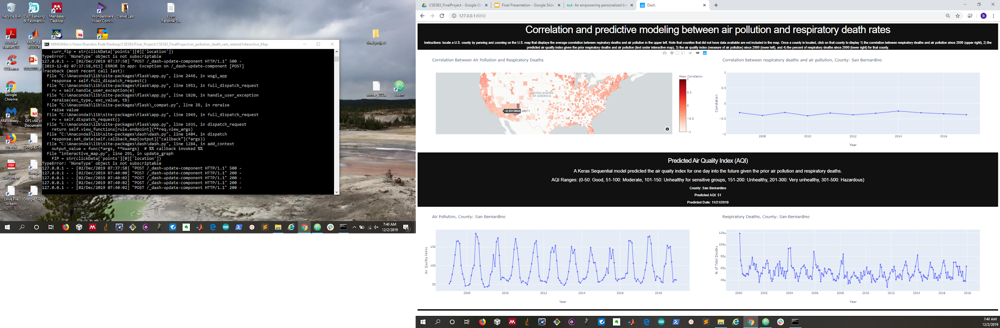 Recycle Bin
ESET Banking
& Payment...
Mendeley
Desktop
Wondershare
Video Conv...
Daniel Lab
Evyn
Personal S...
Acrobat
Reader DC
MATLAB
R2017a
final project
CCleaner
11262019_o...
Google
Chrome
winter_202...
Atom
Malwareby...
OFS x64 V4
Document
Firefox
Google Doc
Your
Document
Google
Sheets
Drive File
Stream
Google Slides
MINGW64:/c/Users/Brandon Pratt/Desktop/CSE583/Final_Project/CSE583_FinalProject/air_pollution_death_rate_related/Interactive_Map
curr_fip = str(clickData['points'][0]['location'])
TypeError: 'NoneType' object is not subscriptable
127.0.0.1 - - [02/Dec/2019 07:37:58] "POST /_dash-update-component HTTP/1.1" 500 -
[2019-12-02 07:37:58,911] ERROR in app: Exception on /_dash-update-component [POST]
Traceback (most recent call last):
File "C:\Anaconda3\lib\site-packages\flask\app.py", line 2446, in wsgi_app
response = self.full_dispatch_request()
File "C:\Anaconda3\lib\site-packages\flask\app.py", line 1951, in full_dispatch_request
rv = self.handle_user_exception(e)
File "C:\Anaconda3\lib\site-packages\flask\app.py", line 1820, in handle_user_exception
reraise(exc_type, exc_value, tb)
File "C:\Anaconda3\lib\site-packages\flask\_compat.py", line 39, in reraise
raise value
File "C:\Anaconda3\lib\site-packages\flask\app.py", line 1949, in full_dispatch_request
rv = self.dispatch_request()
File "C:\Anaconda3\lib\site-packages\flask\app.py", line 1935, in dispatch_request
return self.view_functions[rule.endpoint](**req.view_args)
File "C:\Anaconda3\lib\site-packages\dash\dash.py", line 1404, in dispatch
response.set_data(self.callback_map[output]["callback"](*args))
File "C:\Anaconda3\lib\site-packages\dash\dash.py", line 1284, in add_context
output_value = func(*args, **kwargs)  # %% callback invoked %%
File "interactive_map.py", line 291, in update_graph
FIP = str(clickData['points'][0]['location'])
TypeError: 'NoneType' object is not subscriptable
127.0.0.1 - - [02/Dec/2019 07:37:58] "POST /_dash-update-component HTTP/1.1" 500 -
127.0.0.1 - - [02/Dec/2019 07:40:00] "POST /_dash-update-component HTTP/1.1" 200 -
127.0.0.1 - - [02/Dec/2019 07:40:02] "POST /_dash-update-component HTTP/1.1" 200 -
127.0.0.1 - - [02/Dec/2019 07:40:02] "POST /_dash-update-component HTTP/1.1" 200 -
127.0.0.1 - - [02/Dec/2019 07:40:02] "POST /_dash-update-component HTTP/1.1" 200 -
7:40 AM
12/2/2019
CSE583_FinalProject - Google Dri
Final Presentation - Google Slide
An empowering personalized bo
Dash
127.0.0.1:8050
B
Correlation and predictive modeling between air pollution and respiratory death rates
Instructions: locate a U.S. county by panning and zooming on the U.S. map that displays the average correlation between repiratory deaths and air pollution in the upper left. Note that counties that did not have data avaliable are not included in the map. Once a county is located, click on that county to display 1) the correlation between respiratory deaths and air pollution since 2000 (upper right), 2) the
predicted air quality index given the prior respiratory deaths and air pollution (text under interactive map), 3) the air quality index (measure of air pollution) since 2000 (lower left), and 4) the percent of respiratory deaths since 2000 (lower right) for that county.
Correlation Between Air Pollution and Respiratory Deaths
UNITED STATES
OF AMERICA
−0.3312643
06071
Mean Correlation
1
0.5
0
−0.5
−1
Correlation between respiratory deaths and air pollution, County: San Bernardino
Correlation
1
0.5
0
−0.5
−1
2008
2010
2012
2014
2016
Year
Predicted Air Quality Index (AQI)
A Keras Sequential model predicted the air quaity index for one day into the future given the prior air pollution and respiratory deaths.
AQI Ranges: (0-50: Good, 51-100: Moderate, 101-150: Unhealthy for sensitive groups, 151-200: Unhealthy, 201-300: Very unhealthy, 301-500: Hazardous)
County: San Bernardino
Predicted AQI: 51
Predicted Date: 11/21/2019
Air Pollution, County: San Bernardino
Air Quality Index
150
100
50
2008
2010
2012
2014
2016
2018
Year
Respiratory Deaths, County: San Bernardino
% of Total Deaths
120μ
100μ
80μ
60μ
40μ
2000
2002
2004
2006
2008
2010
2012
2014
2016
2018
Year
7:40 AM
12/2/2019